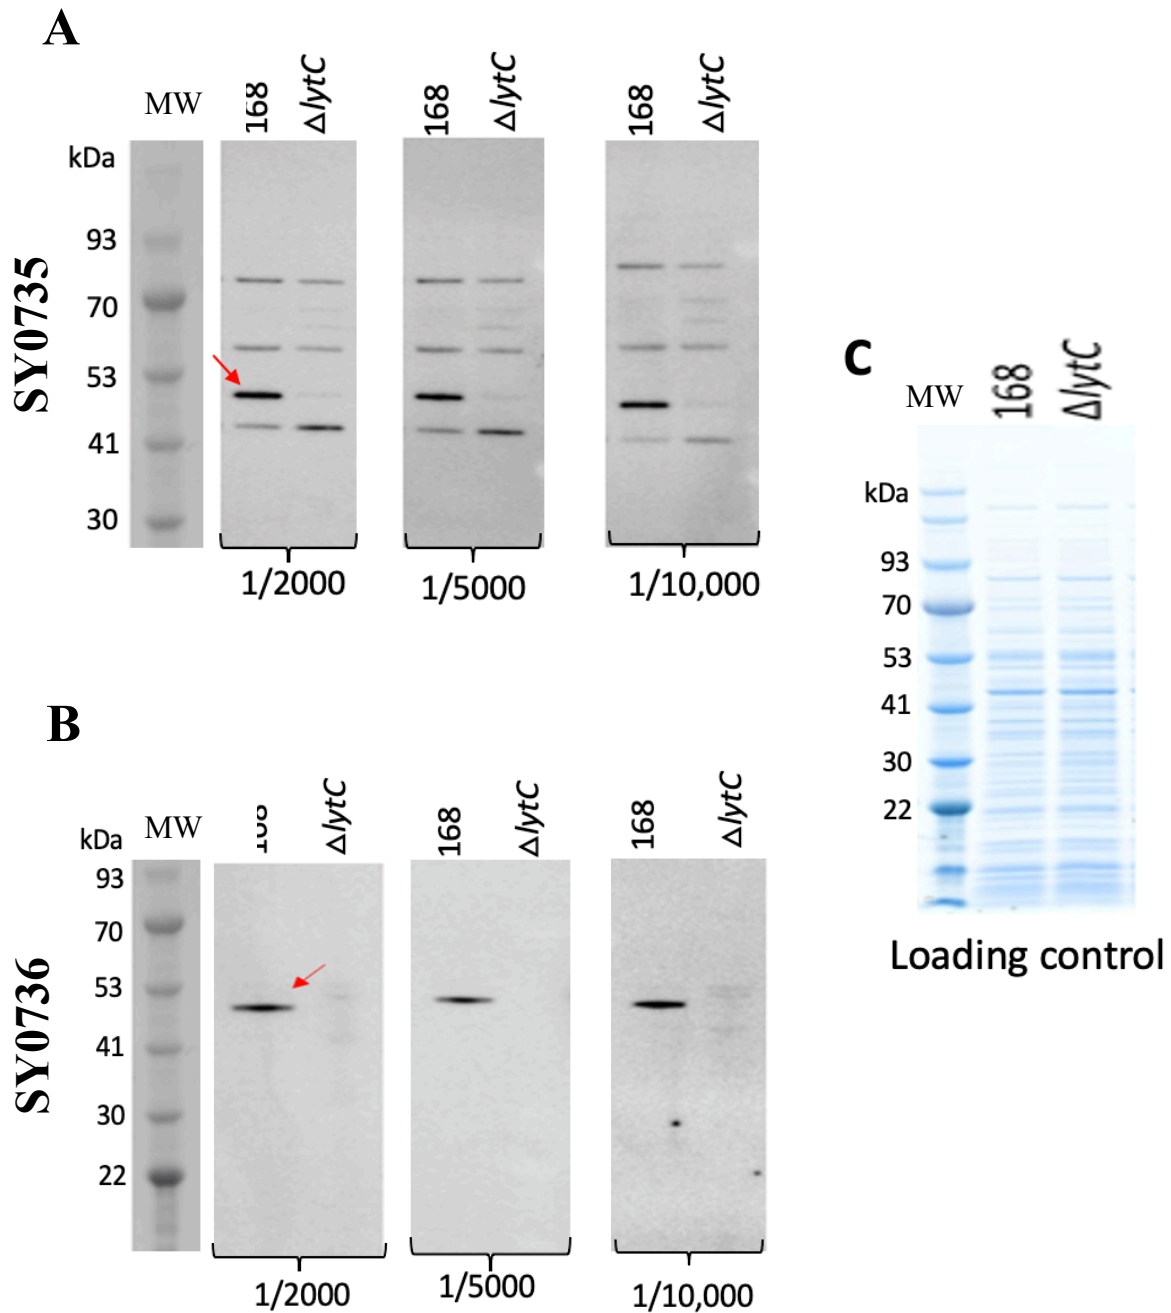 A
MW
168
ΔlytC
168
ΔlytC
168
ΔlytC
kDa
93
70
53
41
30
SY0735
1/2000
1/5000
1/10,000
B
MW
ΔlytC
168
ΔlytC
168
ΔlytC
kDa
93
70
53
41
30
22
SY0736
1/2000
1/5000
1/10,000
C
MW
168
ΔlytC
kDa
93
70
53
41
30
22
Loading control